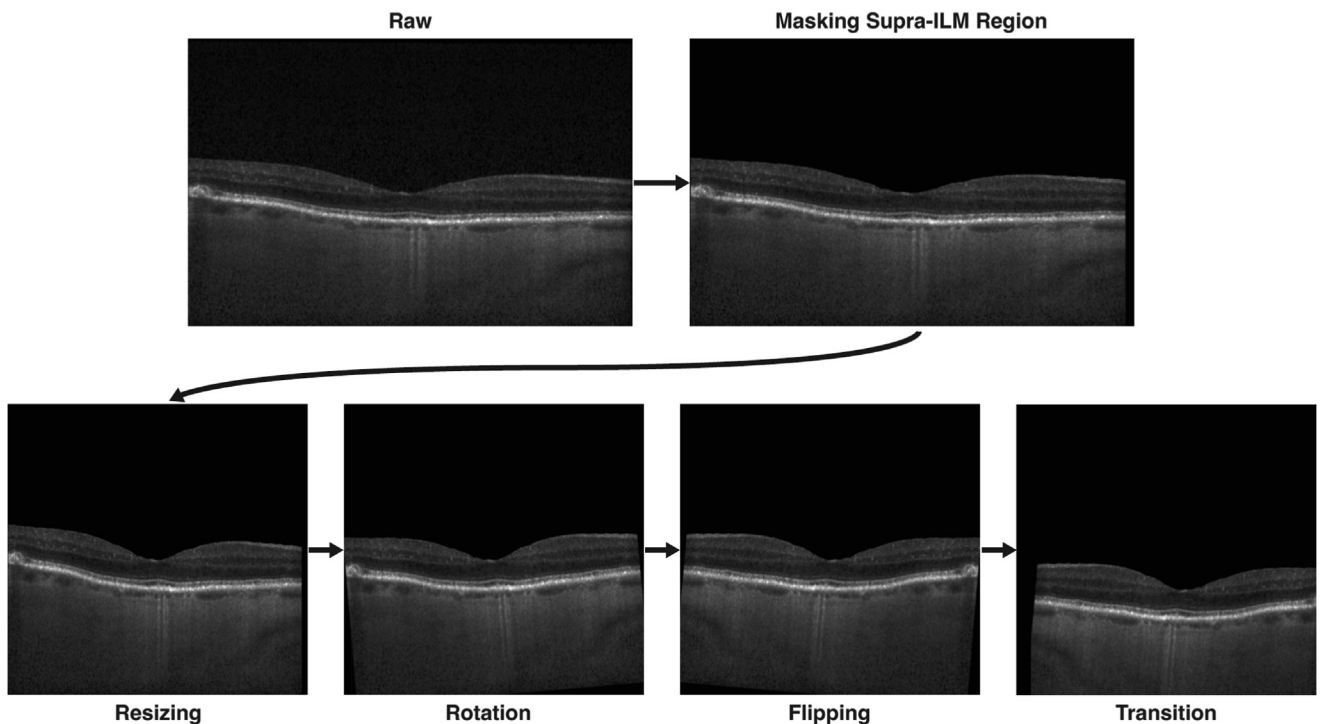 Raw
Masking Supra-ILM Region
Resizing
Rotation
Flipping
Transition